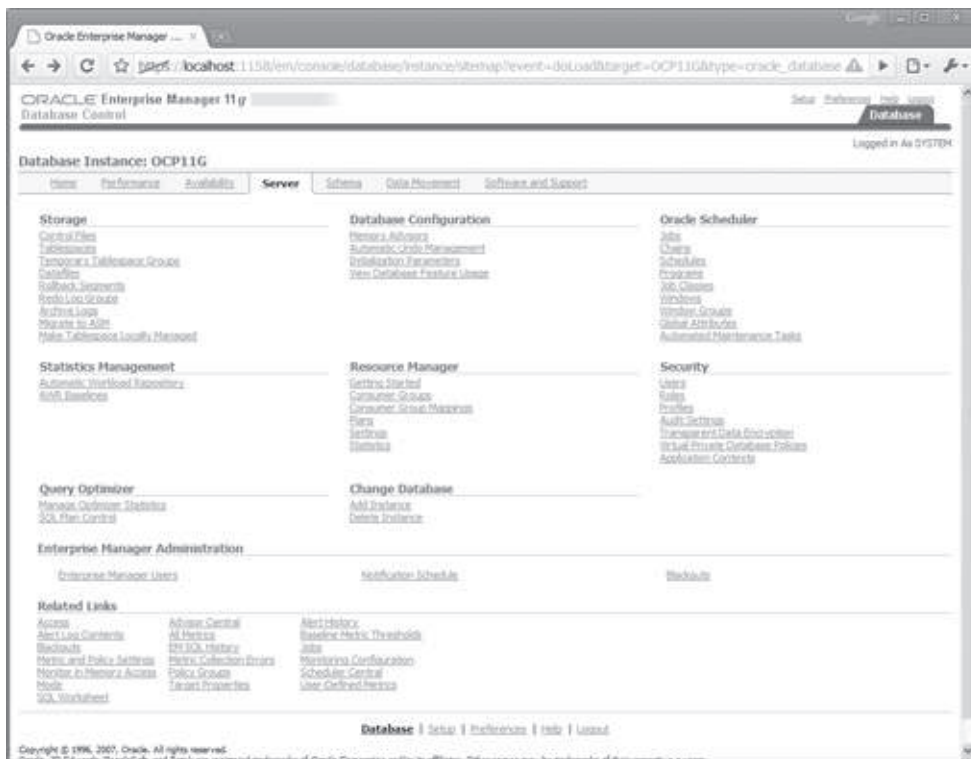 Google
Oracle Enterprise Manager ...
https://localhost:1158/em/console/database/instance/sitemap?event=doLoad&target=OCP11G&type=oracle_database
ORACLE Enterprise Manager 11g
Database Control
Setup Preferences Help Logout
Database
Logged in As SYSTEM
Database Instance: OCP11G
Home Performance Availability Server Schema Data Movement Software and Support
Storage
Control Files
Tablespaces
Temporary Tablespace Groups
Datafiles
Rollback Segments
Redo Log Groups
Archive Logs
Migrate to ASM
Make Tablespace Locally Managed
Database Configuration
Memory Advisors
Automatic Undo Management
Initialization Parameters
View Database Feature Usage
Oracle Scheduler
Jobs
Chains
Schedules
Programs
Job Classes
Windows
Window Groups
Global Attributes
Automated Maintenance Tasks
Statistics Management
Automatic Workload Repository
AWR Baselines
Resource Manager
Getting Started
Consumer Groups
Consumer Group Mappings
Plans
Settings
Statistics
Security
Users
Roles
Profiles
Audit Settings
Transparent Data Encryption
Virtual Private Database Policies
Application Contexts
Query Optimizer
Manage Optimizer Statistics
SQL Plan Control
Change Database
Add Instance
Delete Instance
Enterprise Manager Administration
Enterprise Manager Users Notification Schedule Blackouts
Related Links
Access
Alert Log Contents
Blackouts
Metric and Policy Settings
Monitor in Memory Access
Mode
SQL Worksheet
Advisor Central
All Metrics
EM SQL History
Metric Collection Errors
Policy Groups
Target Properties
Alert History
Baseline Metric Thresholds
Jobs
Monitoring Configuration
Scheduler Central
User-Defined Metrics
Database | Setup | Preferences | Help | Logout
Copyright © 1996, 2007, Oracle. All rights reserved.